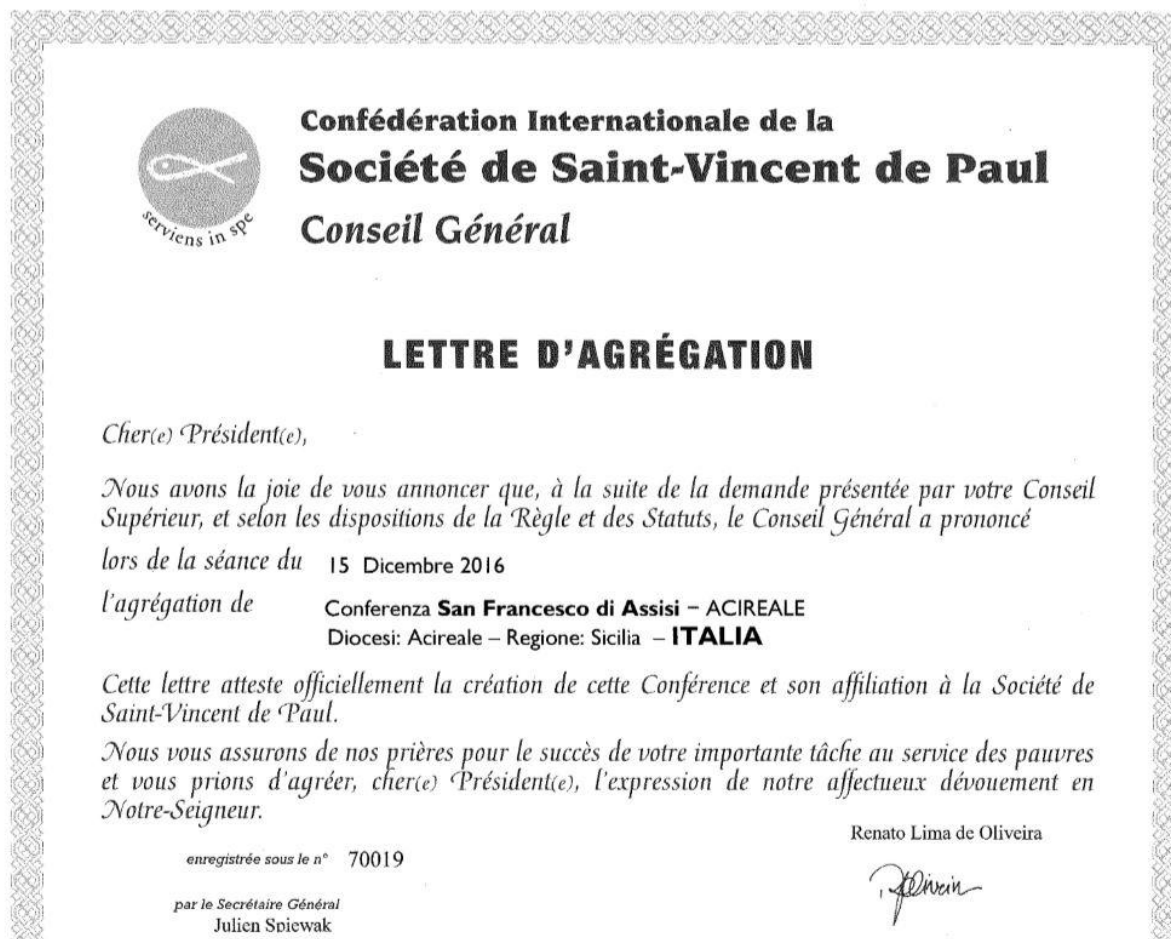 Confédération Internationale de la
Société de Saint-Vincent de Paul
Conseil Général
serviens in spe
LETTRE D'AGRÉGATION
Cher(e) Président(e),
Nous avons la joie de vous annoncer que, à la suite de la demande présentée par votre Conseil
Supérieur, et selon les dispositions de la Règle et des Statuts, le Conseil Général a prononcé
lors de la séance du 15 Dicembre 2016
l'agrégation de Conferenza San Francesco di Assisi – ACIREALE
Diocesi: Acireale – Regione: Sicilia – ITALIA
Cette lettre atteste officiellement la création de cette Conférence et son affiliation à la Société de
Saint-Vincent de Paul.
Nous vous assurons de nos prières pour le succès de votre importante tâche au service des pauvres
et vous prions d'agréer, cher(e) Président(e), l'expression de notre affectueux dévouement en
Notre-Seigneur.
Renato Lima de Oliveira
enregistrée sous le n° 70019
par le Secrétaire Général
Julien Spiewak